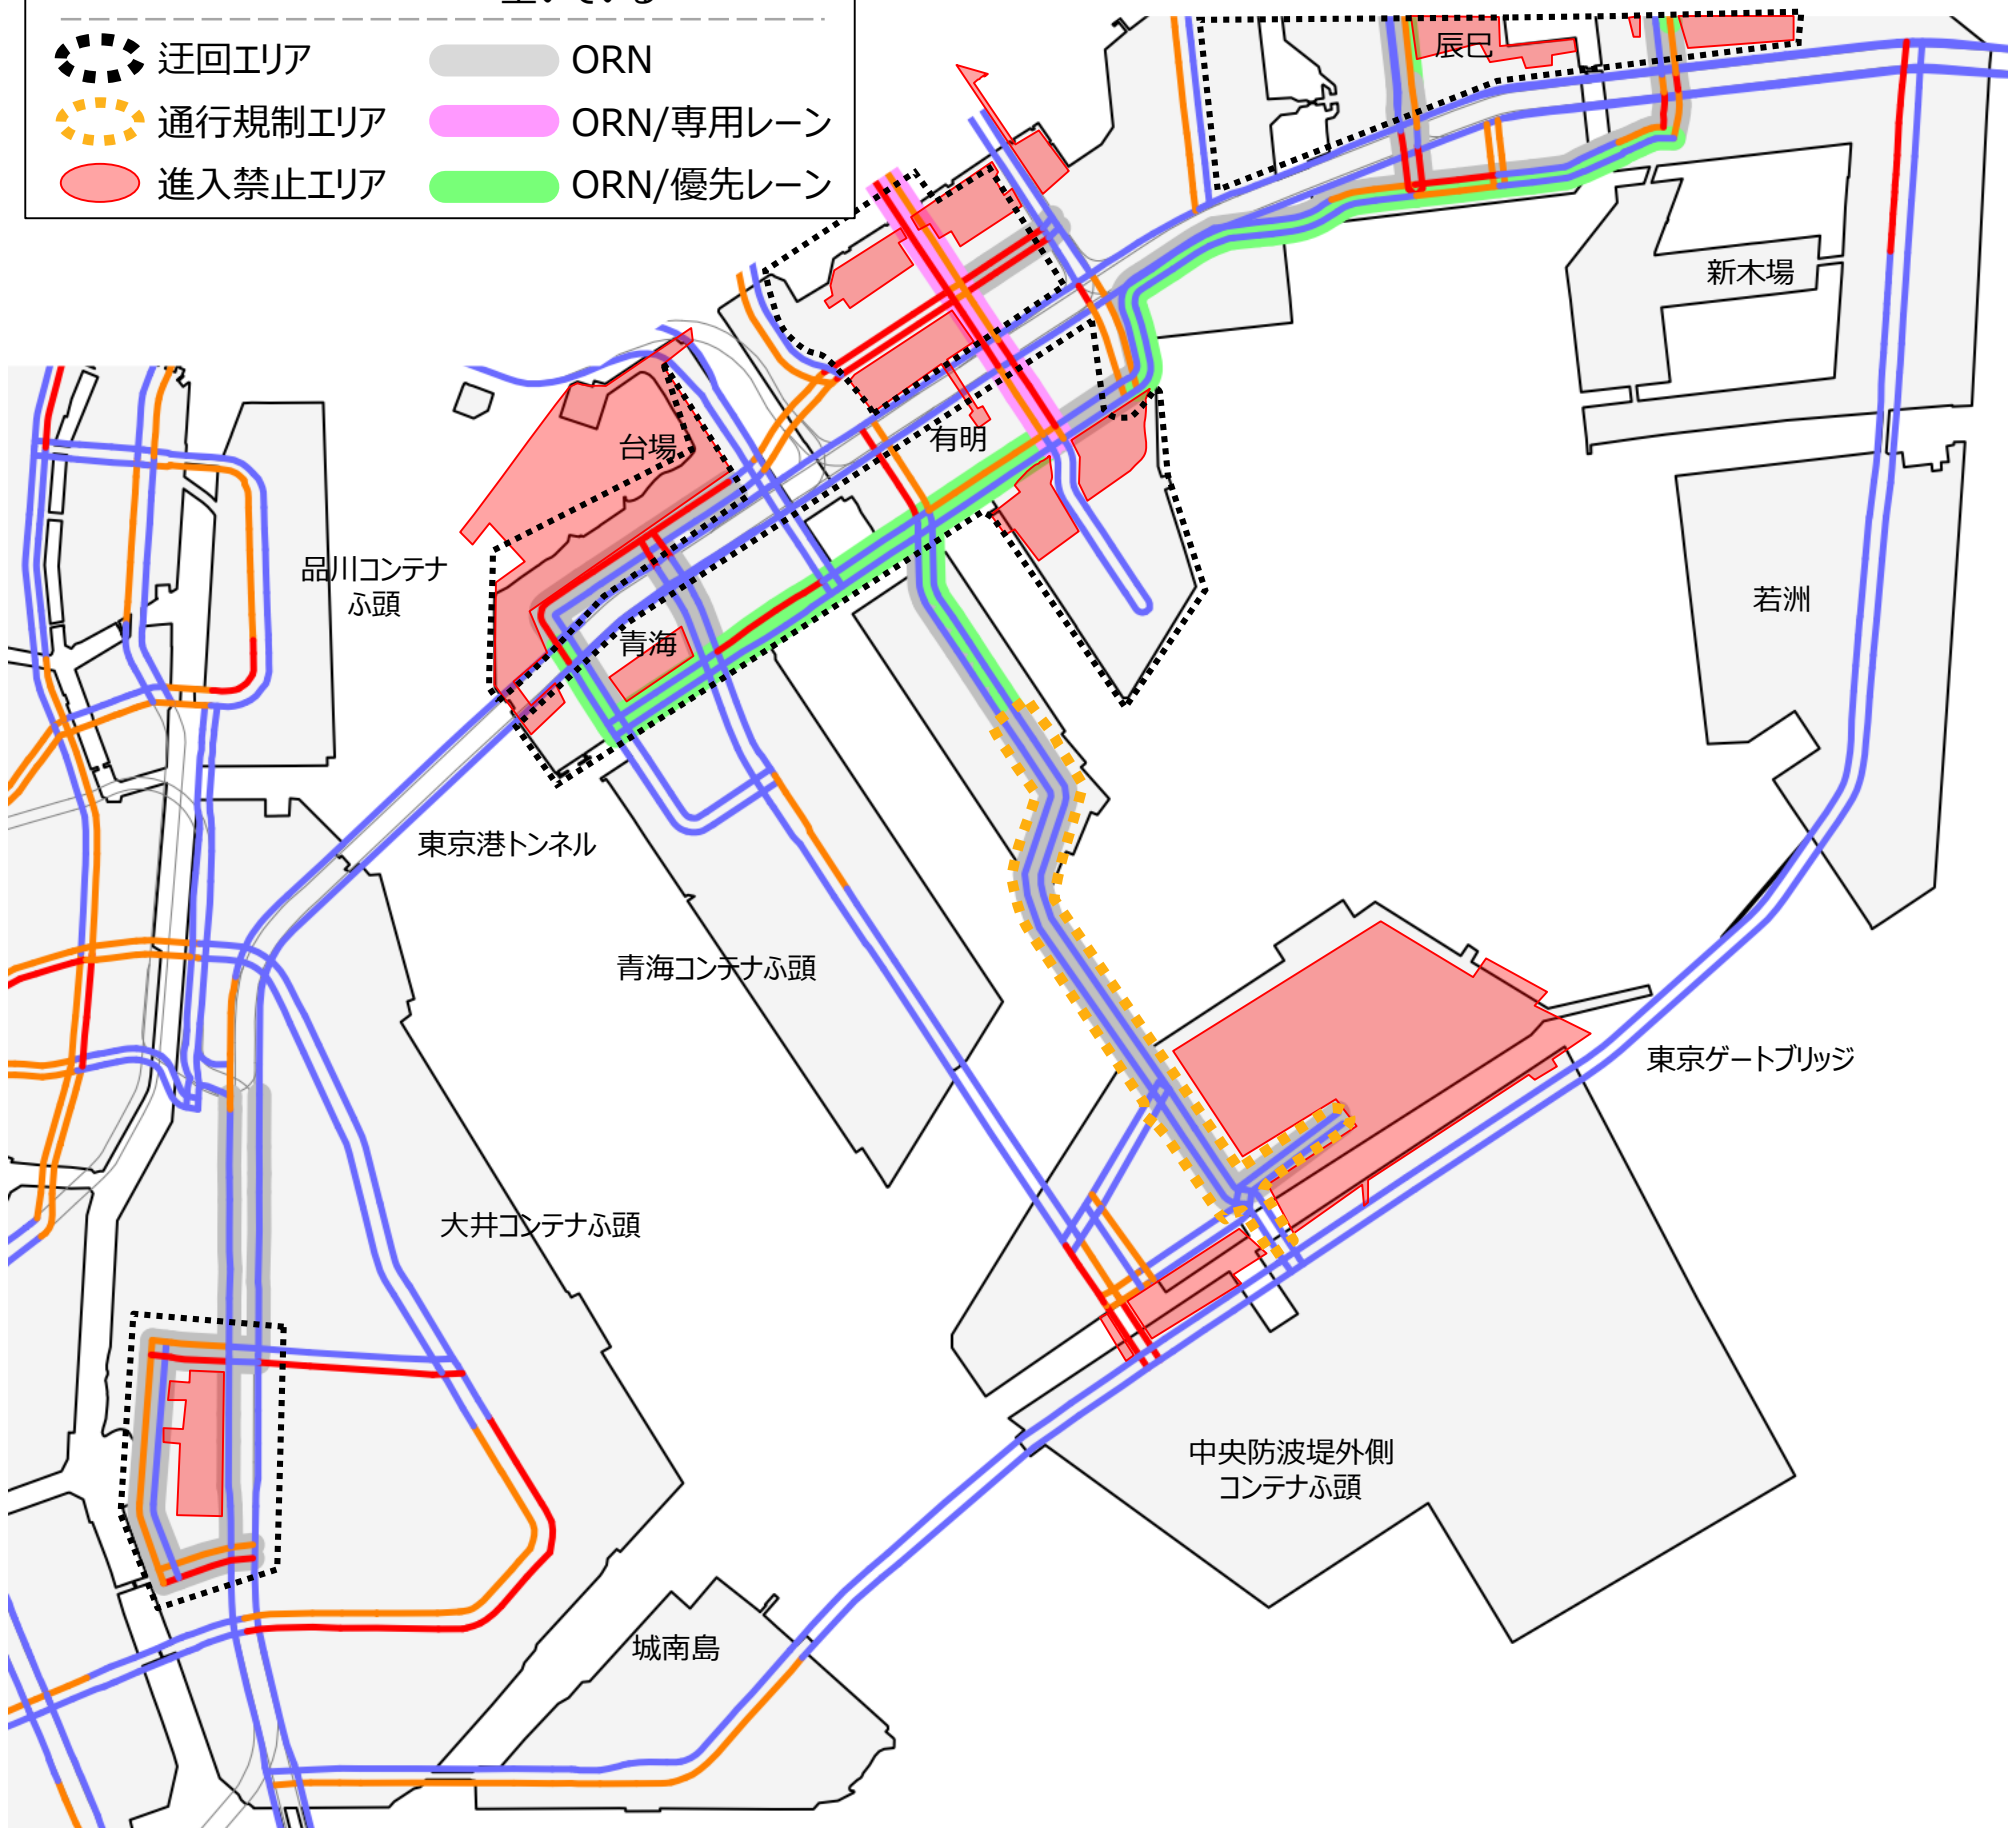 空いている
迂回エリア
ORN
通行規制エリア
ORN/専用レーン
進入禁止エリア
ORN/優先レーン
辰巳
新木場
台場
有明
品川コンテナ
ふ頭
青海
若洲
東京港トンネル
青海コンテナふ頭
東京ゲートブリッジ
大井コンテナふ頭
中央防波堤外側
コンテナふ頭
城南島